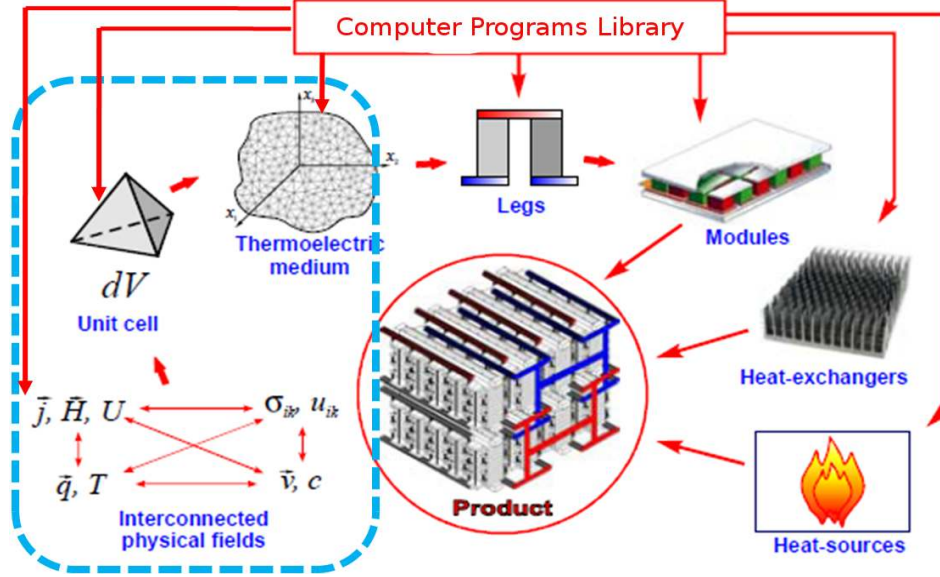 Computer Programs Library
x₃
x₂
x₁
Thermoelectric
medium
Legs
Modules
dV
Unit cell
Heat-exchangers
j⃗, H⃗, U
σᵢₖ, uᵢₖ
q⃗, T
v⃗, c
Interconnected
physical fields
Product
Heat-sources